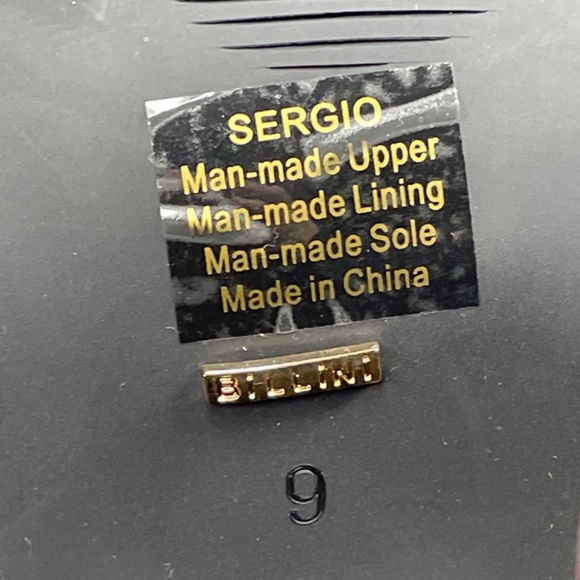 SERGIO
Man-made Upper
Man-made Lining
Man-made Sole
Made in China
BILLINI
9